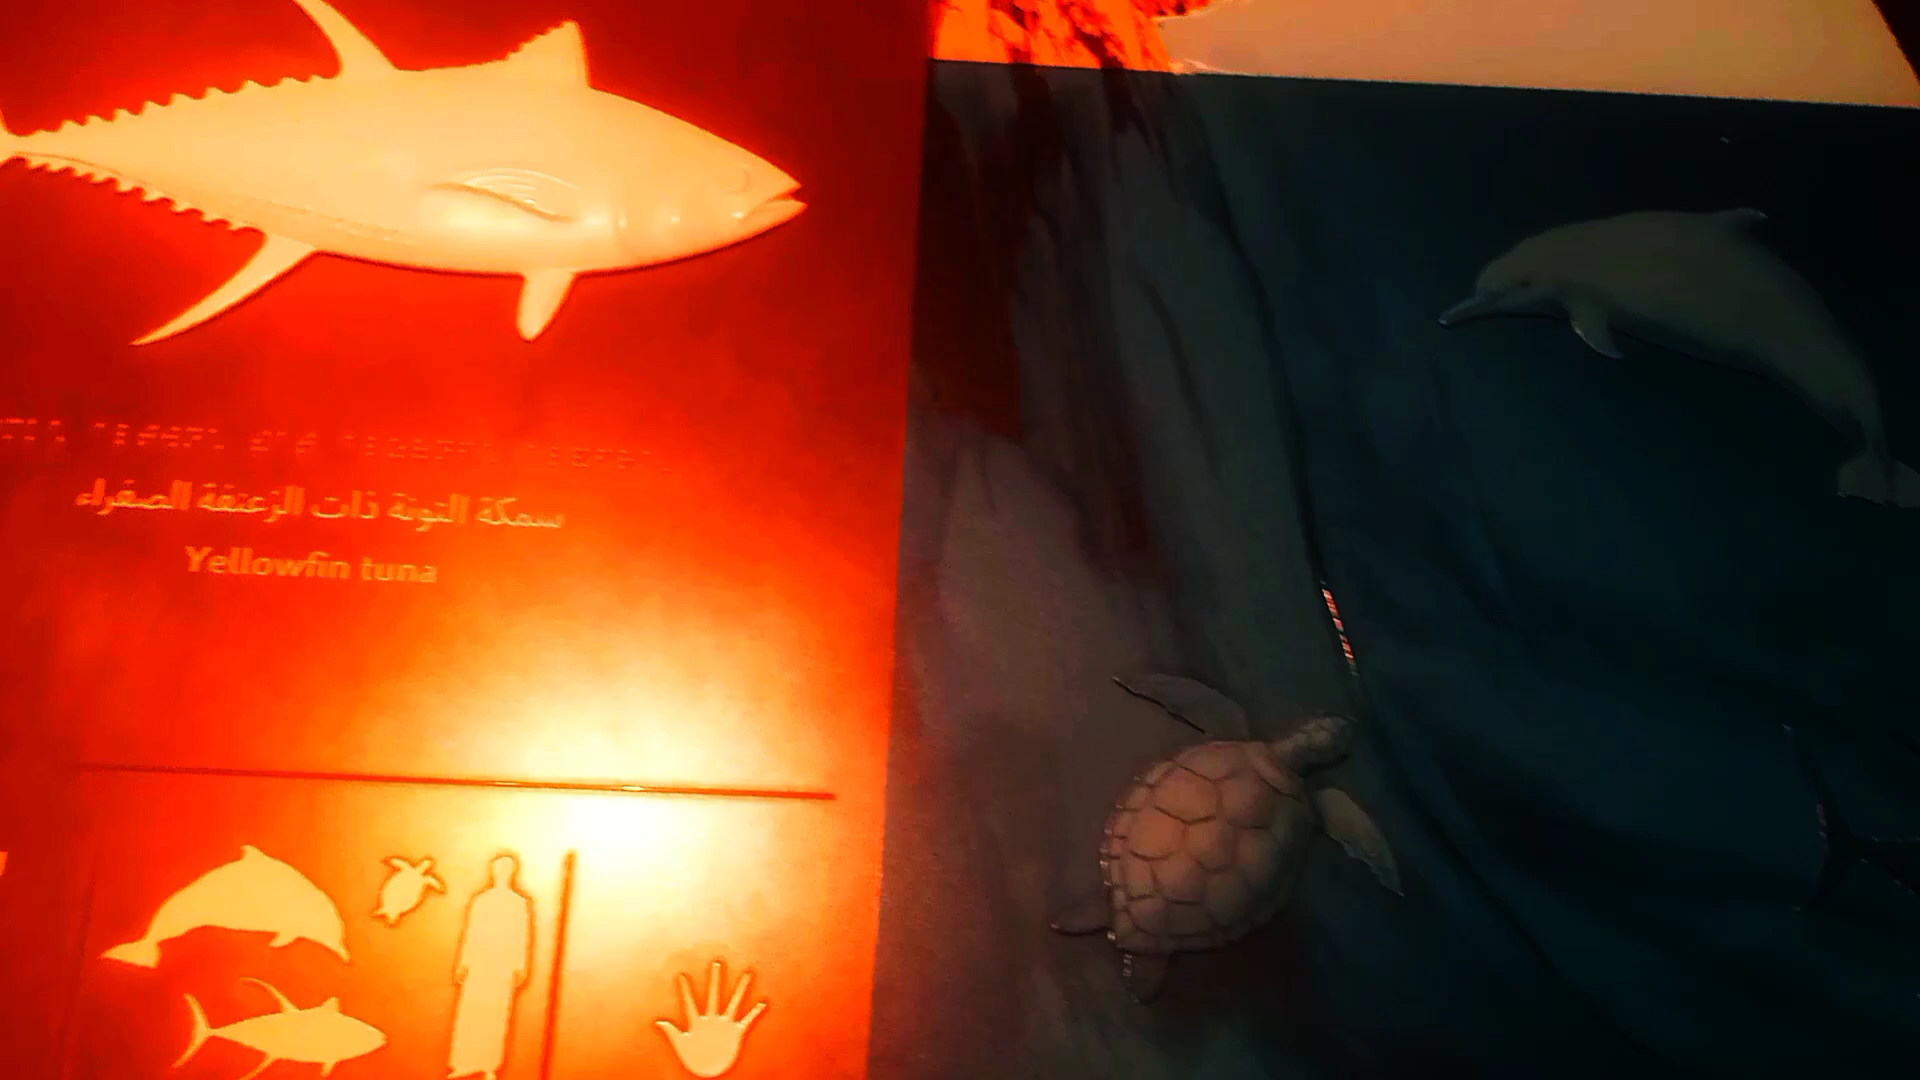 سمكة التونة ذات الزعنفة الصفراء
Yellowfin tuna